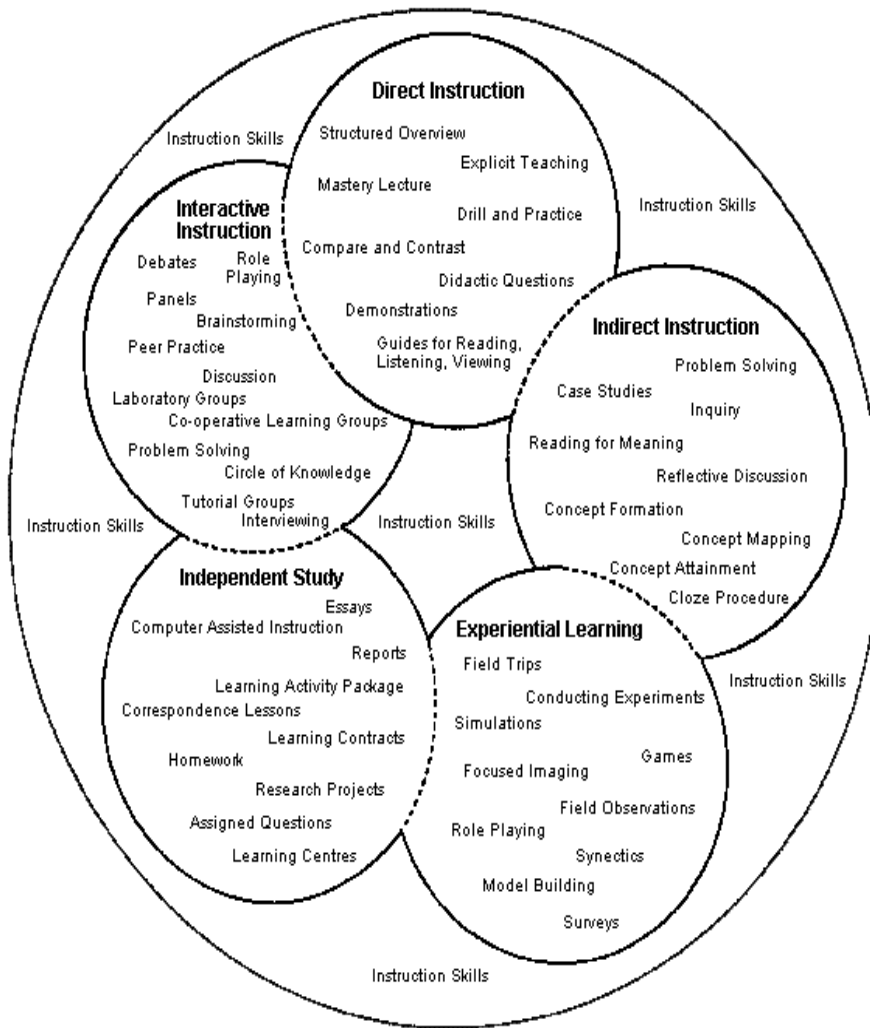 Direct Instruction
Structured Overview
Explicit Teaching
Mastery Lecture
Drill and Practice
Compare and Contrast
Didactic Questions
Demonstrations
Guides for Reading,
Listening, Viewing
Instruction Skills
Instruction Skills
Interactive
Instruction
Debates
Role
Playing
Panels
Brainstorming
Peer Practice
Discussion
Laboratory Groups
Co-operative Learning Groups
Problem Solving
Circle of Knowledge
Tutorial Groups
Interviewing
Indirect Instruction
Problem Solving
Case Studies
Inquiry
Reading for Meaning
Reflective Discussion
Concept Formation
Concept Mapping
Concept Attainment
Cloze Procedure
Instruction Skills
Instruction Skills
Independent Study
Essays
Computer Assisted Instruction
Reports
Learning Activity Package
Correspondence Lessons
Learning Contracts
Homework
Research Projects
Assigned Questions
Learning Centres
Experiential Learning
Field Trips
Conducting Experiments
Simulations
Games
Focused Imaging
Field Observations
Role Playing
Synectics
Model Building
Surveys
Instruction Skills
Instruction Skills